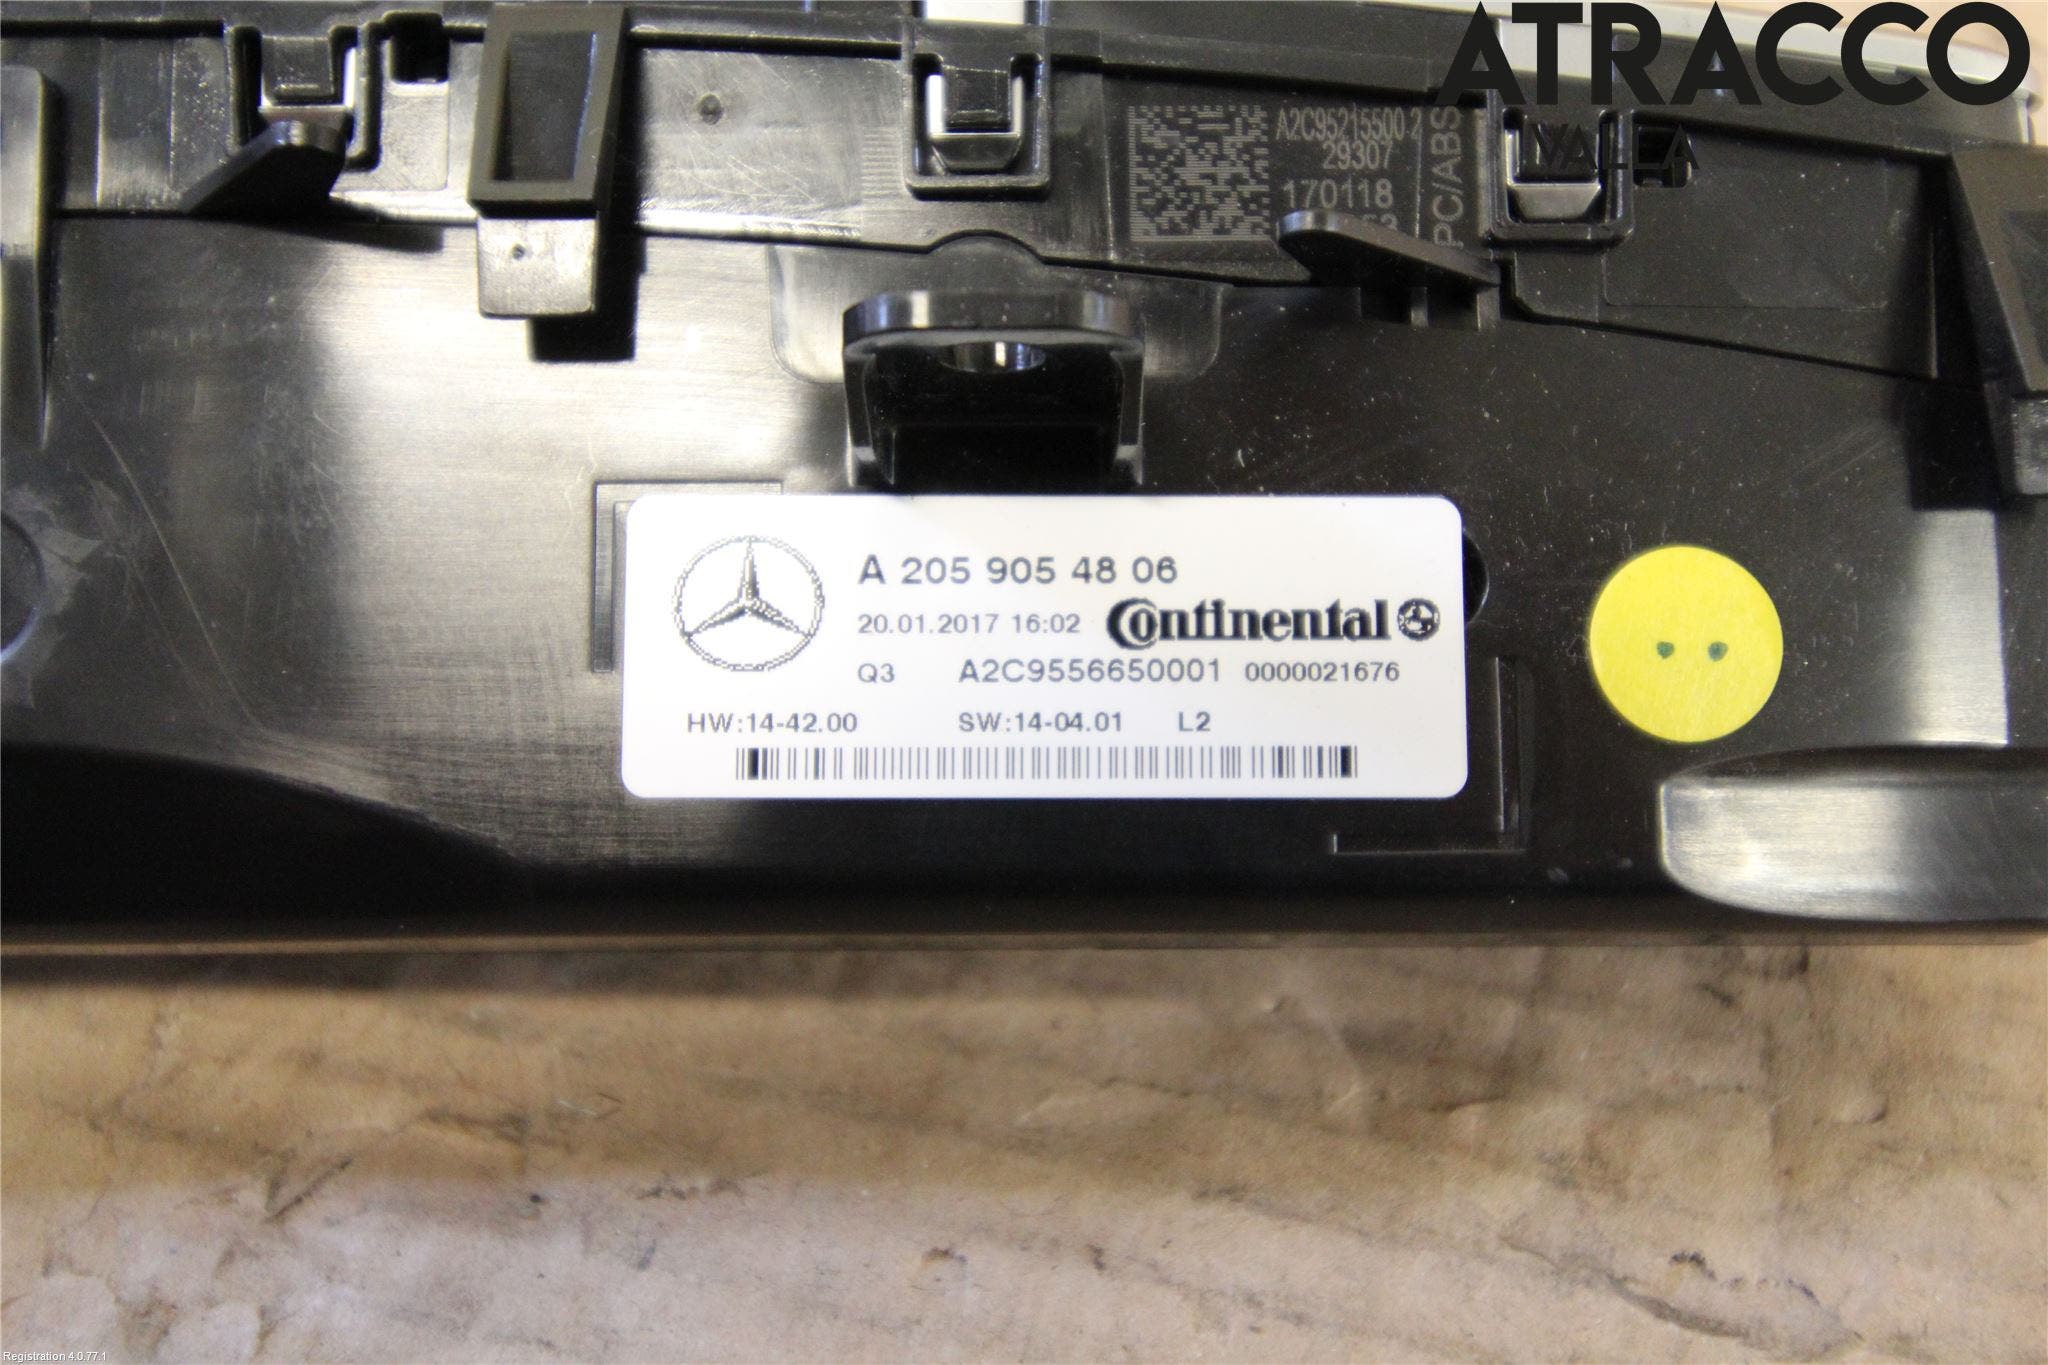 ATRACCO
VALLA
A2C95215500 2
29307
170118
PC/ABS
A 205 905 48 06
20.01.2017 16:02 Continental
Q3 A2C9556650001 0000021676
HW:14-42.00 SW:14-04.01 L2
Registration 4.0.77.1